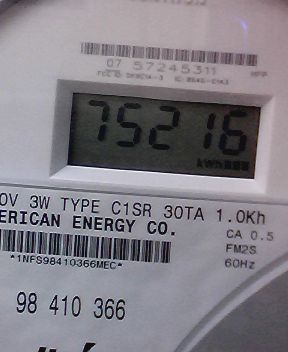 07 57245311
75216
kWh
0V 3W TYPE C1SR 30TA 1.0Kh
ERICAN ENERGY CO.
CA 0.5
FM2S
60Hz
*1NFS98410366MEC*
98 410 366